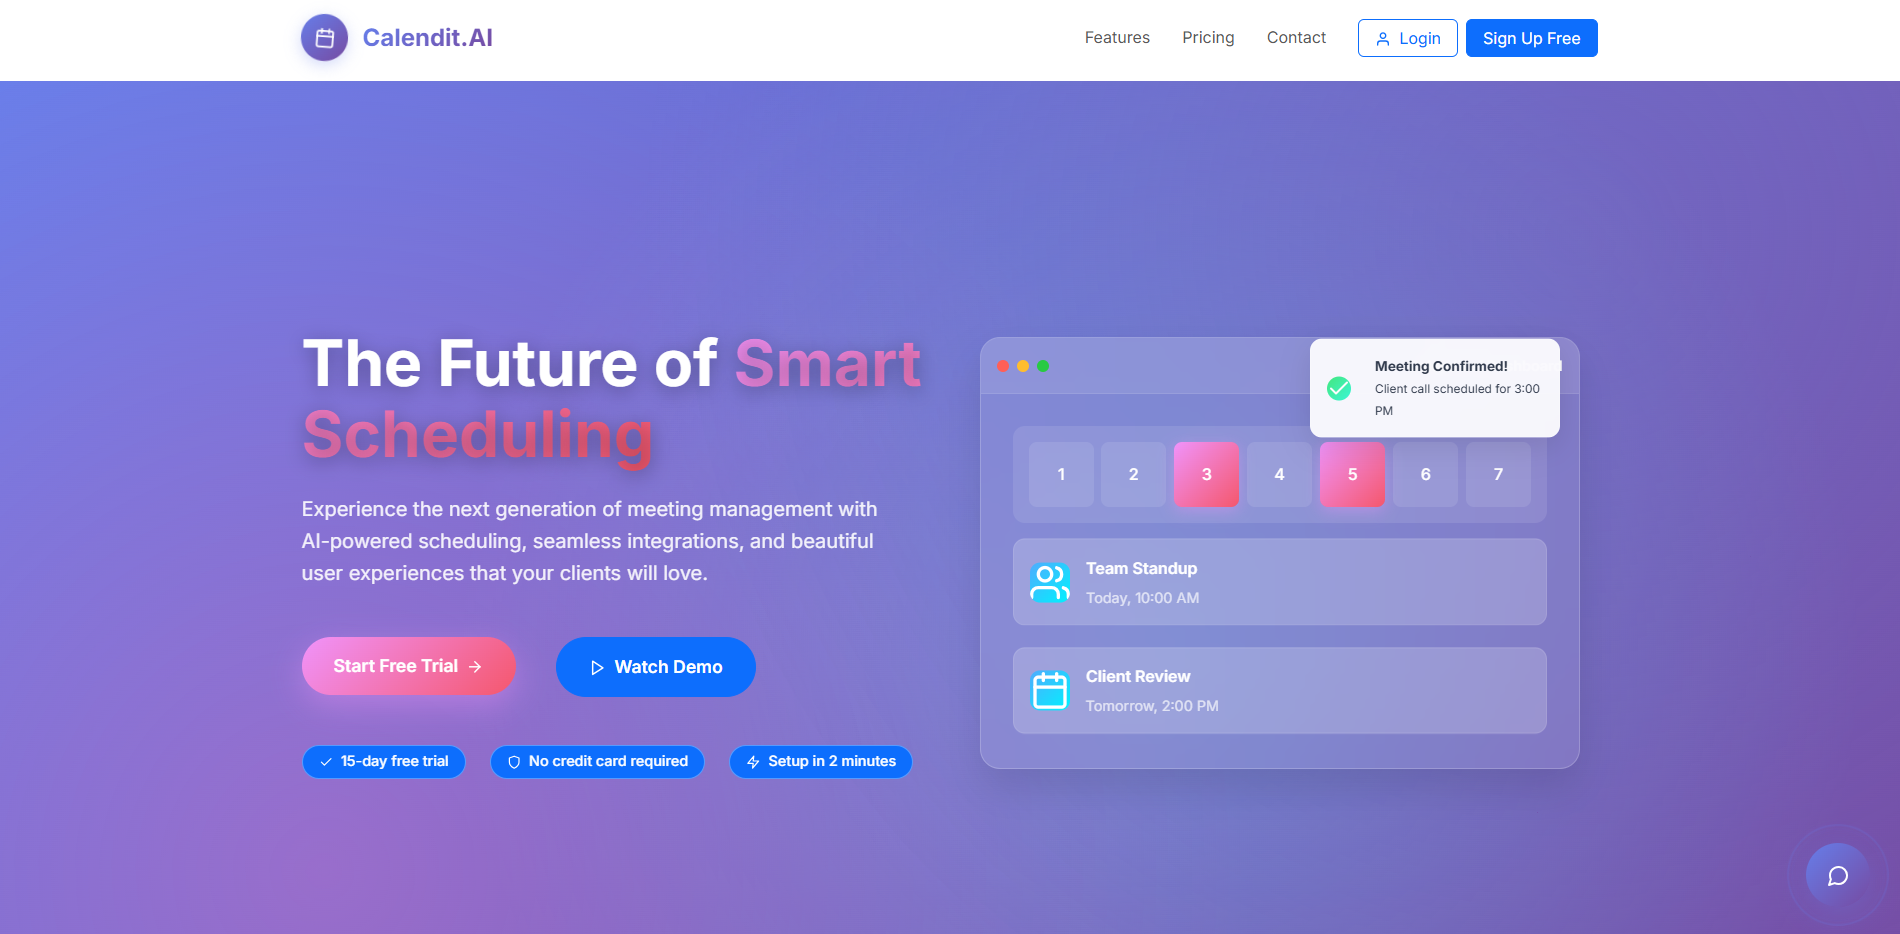 Calendit.AI
Features
Pricing
Contact
Login
Sign Up Free
The Future of Smart
Scheduling
Experience the next generation of meeting management with
AI-powered scheduling, seamless integrations, and beautiful
user experiences that your clients will love.
Start Free Trial
Watch Demo
15-day free trial
No credit card required
Setup in 2 minutes
Meeting Confirmed!
Client call scheduled for 3:00
PM
1
2
3
4
5
6
7
Team Standup
Today, 10:00 AM
Client Review
Tomorrow, 2:00 PM